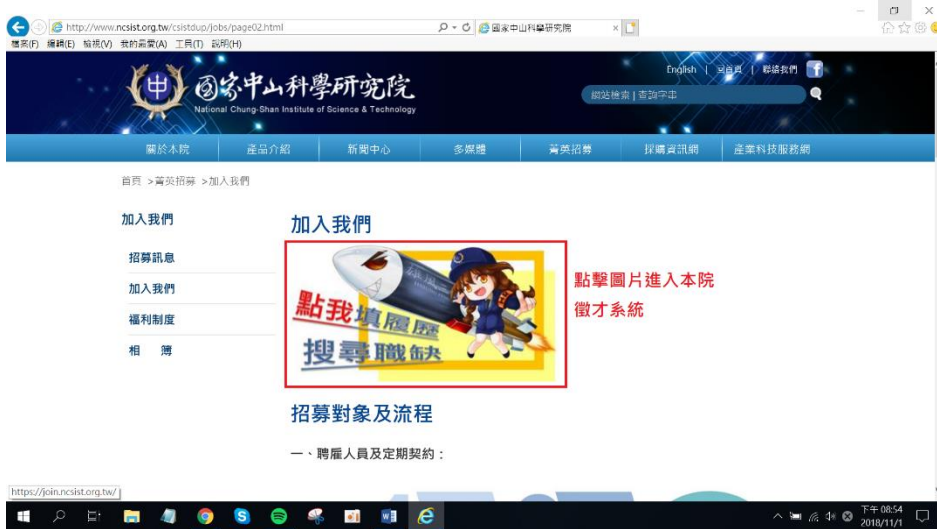 http://www.ncsist.org.tw/csistdup/jobs/page02.html
國家中山科學研究院
檔案(F) 編輯(E) 檢視(V) 我的最愛(A) 工具(T) 說明(H)
English | 回首頁 | 聯絡我們
國家中山科學研究院
National Chung-Shan Institute of Science & Technology
網站檢索 | 查詢字串
關於本院 產品介紹 新聞中心 多媒體 菁英招募 採購資訊網 產業科技服務網
首頁 >菁英招募 >加入我們
加入我們
招募訊息
加入我們
福利制度
相 簿
加入我們
點我填履歷
搜尋職缺
點擊圖片進入本院
徵才系統
招募對象及流程
一、聘雇人員及定期契約：
https://join.ncsist.org.tw/
下午 08:54
2018/11/1